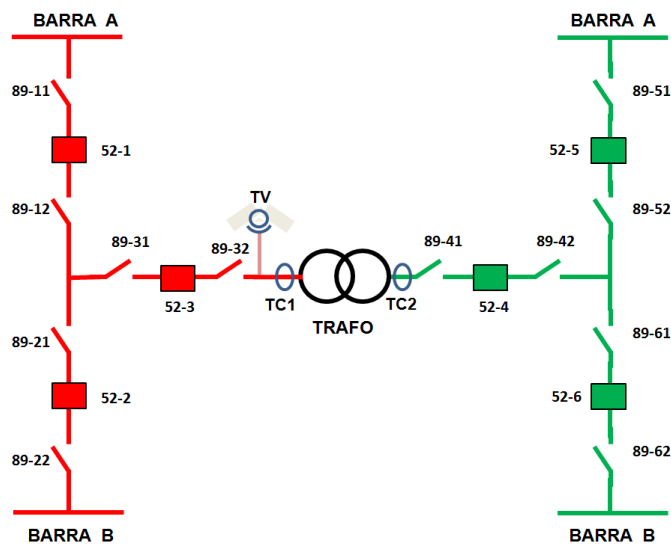 BARRA A
BARRA A
89-11
89-51
52-1
52-5
89-12
TV
89-52
89-31
89-32
89-41
89-42
52-3
TC1
TC2
52-4
TRAFO
89-21
89-61
52-2
52-6
89-22
89-62
BARRA B
BARRA B